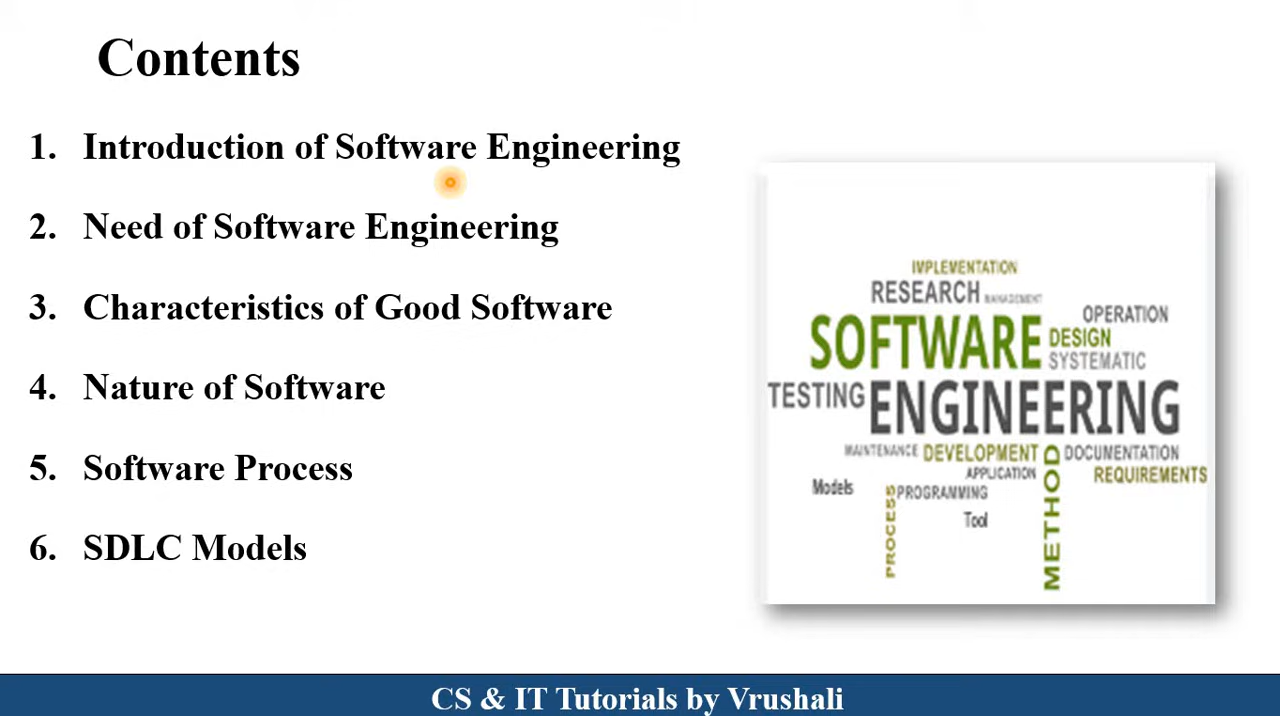 Contents
1. Introduction of Software Engineering
2. Need of Software Engineering
3. Characteristics of Good Software
4. Nature of Software
5. Software Process
6. SDLC Models
IMPLEMENTATION
RESEARCH MANAGEMENT
OPERATION
SOFTWARE
DESIGN
SYSTEMATIC
TESTING
ENGINEERING
MAINTENANCE
DEVELOPMENT
DOCUMENTATION
APPLICATION
REQUIREMENTS
Models
PROCESS
PROGRAMMING
METHOD
Tool
CS & IT Tutorials by Vrushali